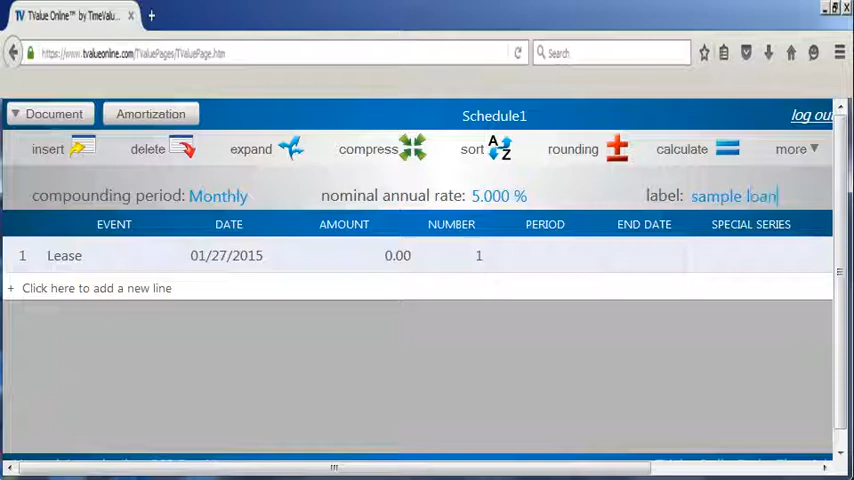 TValue Online™ by TimeValu...
https://www.tvalueonline.com/TValuePages/TValuePage.htm
Search
Document
Amortization
Schedule1
log out
insert
delete
expand
compress
sort
A Z
rounding
calculate
more
compounding period: Monthly
nominal annual rate: 5.000 %
label: sample loan
EVENT DATE AMOUNT NUMBER PERIOD END DATE SPECIAL SERIES
1 Lease 01/27/2015 0.00 1
+ Click here to add a new line